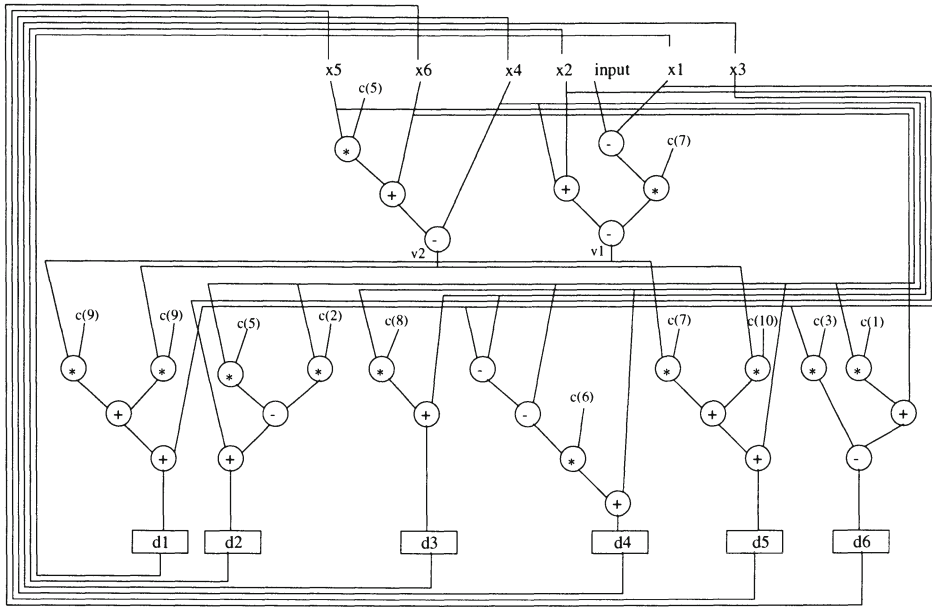 x5 x6 x4 x2 input x1 x3
c(5)
c(7)
*
-
+
+
*
-
-
v2
v1
c(9) c(9) c(5) c(2) c(8) c(7) c(10) c(3) c(1)
* * * * * - * * * *
c(6)
+ - + - + +
+ + * + -
+
d1 d2 d3 d4 d5 d6